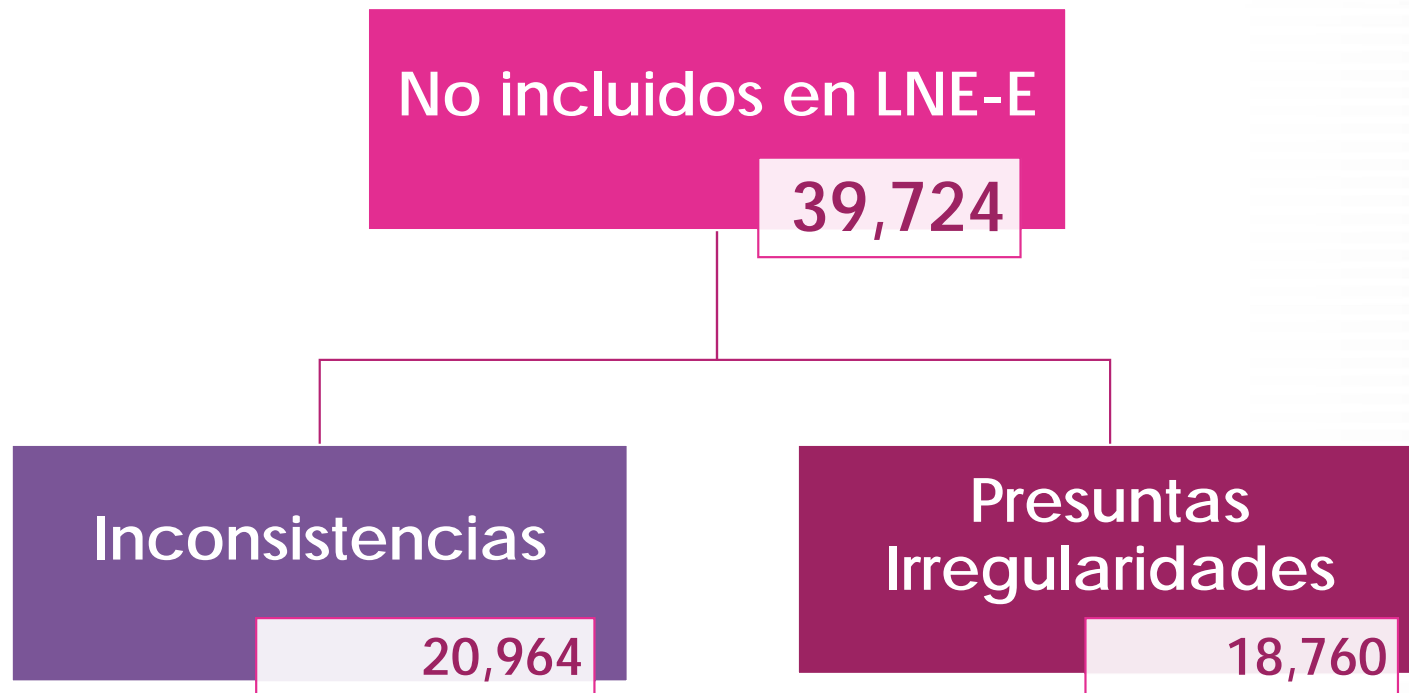 No incluidos en LNE-E
39,724
Inconsistencias
20,964
Presuntas
Irregularidades
18,760